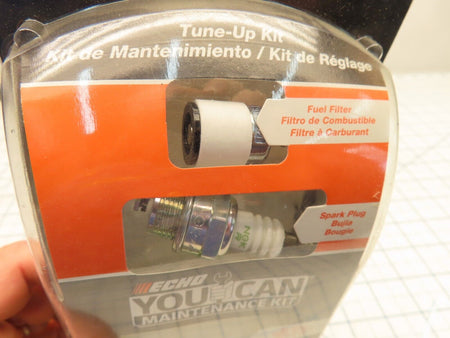 Tune-Up Kit
Kit de Mantenimiento / Kit de Réglage
Fuel Filter
Filtro de Combustible
Filtre à Carburant
Spark Plug
Bujía
Bougie
ECHO
YOU CAN
MAINTENANCE KIT